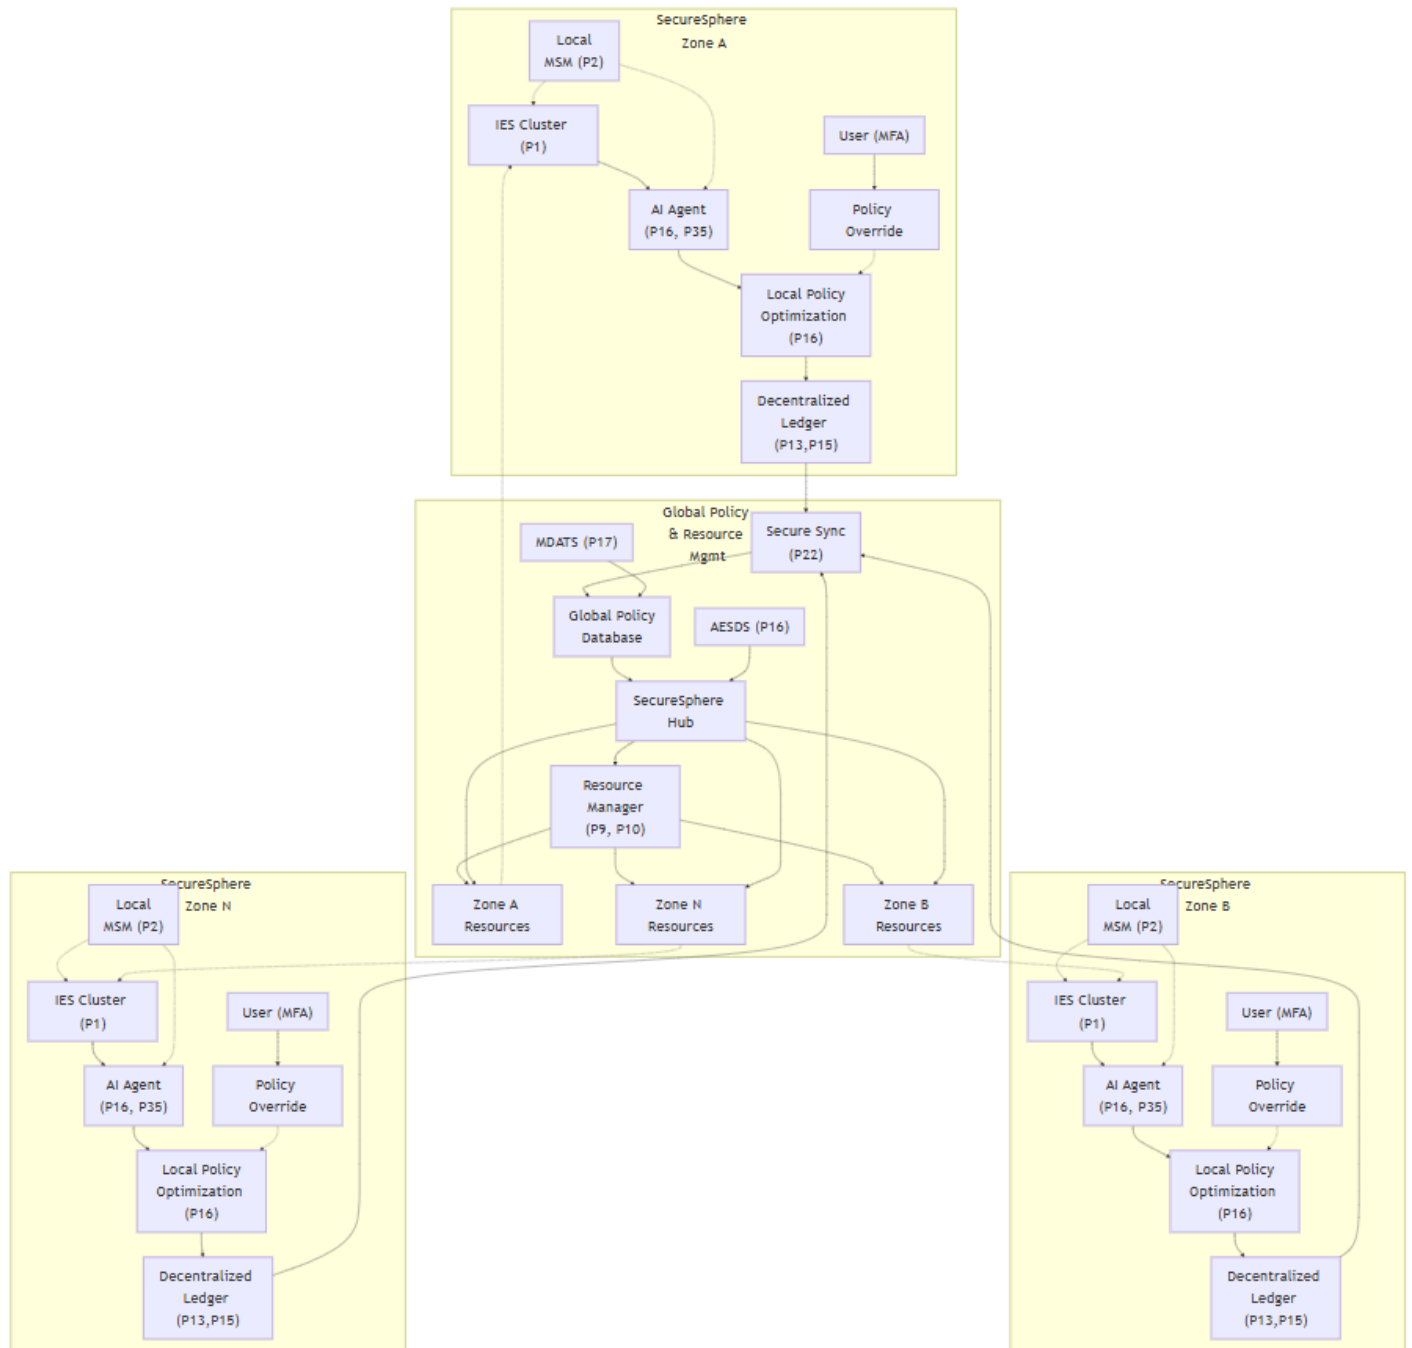 SecureSphere
Zone A
Local
MSM (P2)
IES Cluster
(P1)
User (MFA)
AI Agent
(P16, P35)
Policy
Override
Local Policy
Optimization
(P16)
Decentralized
Ledger
(P13,P15)
Global Policy
& Resource
Mgmt
Secure Sync
(P22)
MDATS (P17)
Global Policy
Database
AESDS (P16)
SecureSphere
Hub
Resource
Manager
(P9, P10)
Zone A
Resources
Zone N
Resources
Zone B
Resources
SecureSphere
Zone N
Local
MSM (P2)
IES Cluster
(P1)
User (MFA)
AI Agent
(P16, P35)
Policy
Override
Local Policy
Optimization
(P16)
Decentralized
Ledger
(P13,P15)
SecureSphere
Zone B
Local
MSM (P2)
IES Cluster
(P1)
User (MFA)
AI Agent
(P16, P35)
Policy
Override
Local Policy
Optimization
(P16)
Decentralized
Ledger
(P13,P15)